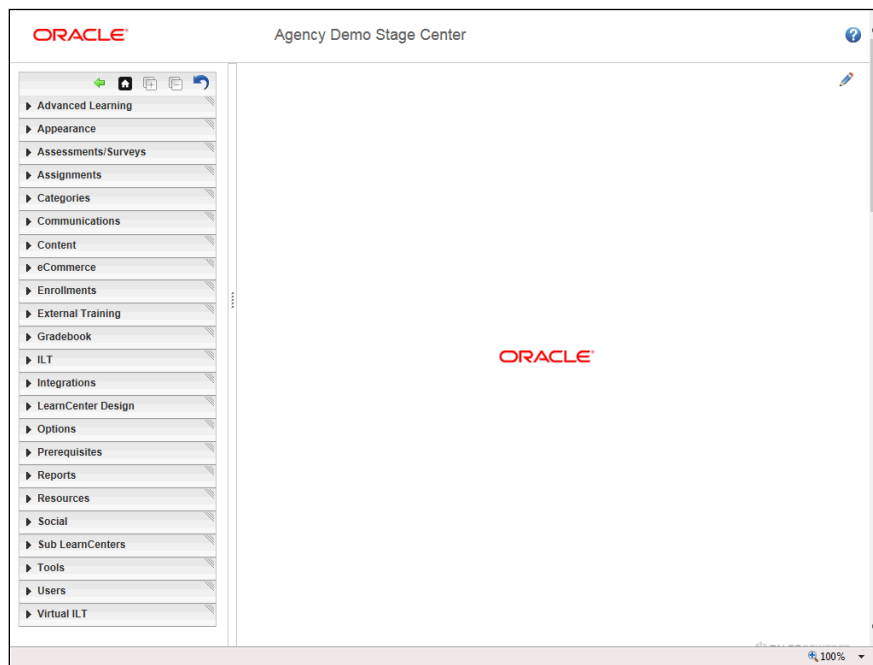 ORACLE
Agency Demo Stage Center
Advanced Learning
Appearance
Assessments/Surveys
Assignments
Categories
Communications
Content
eCommerce
Enrollments
External Training
Gradebook
ILT
Integrations
LearnCenter Design
Options
Prerequisites
Reports
Resources
Social
Sub LearnCenters
Tools
Users
Virtual ILT
ORACLE
100%